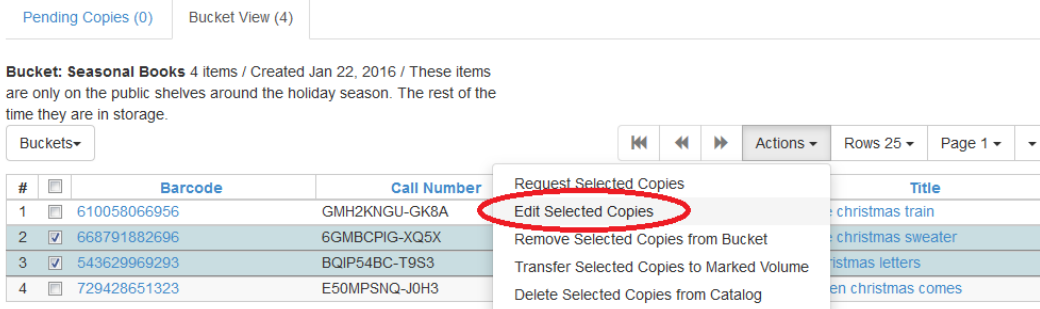 Pending Copies (0) Bucket View (4)
Bucket: Seasonal Books 4 items / Created Jan 22, 2016 / These items
are only on the public shelves around the holiday season. The rest of the
time they are in storage.
Buckets Actions Rows 25 Page 1
# Barcode Call Number Title
Request Selected Copies
1 610058066956 GMH2KNGU-GK8A Edit Selected Copies christmas train
2 668791882696 6GMBCPIG-XQ5X Remove Selected Copies from Bucket christmas sweater
3 543629969293 BQIP54BC-T9S3 Transfer Selected Copies to Marked Volume istmas letters
4 729428651323 E50MPSNQ-J0H3 Delete Selected Copies from Catalog en christmas comes